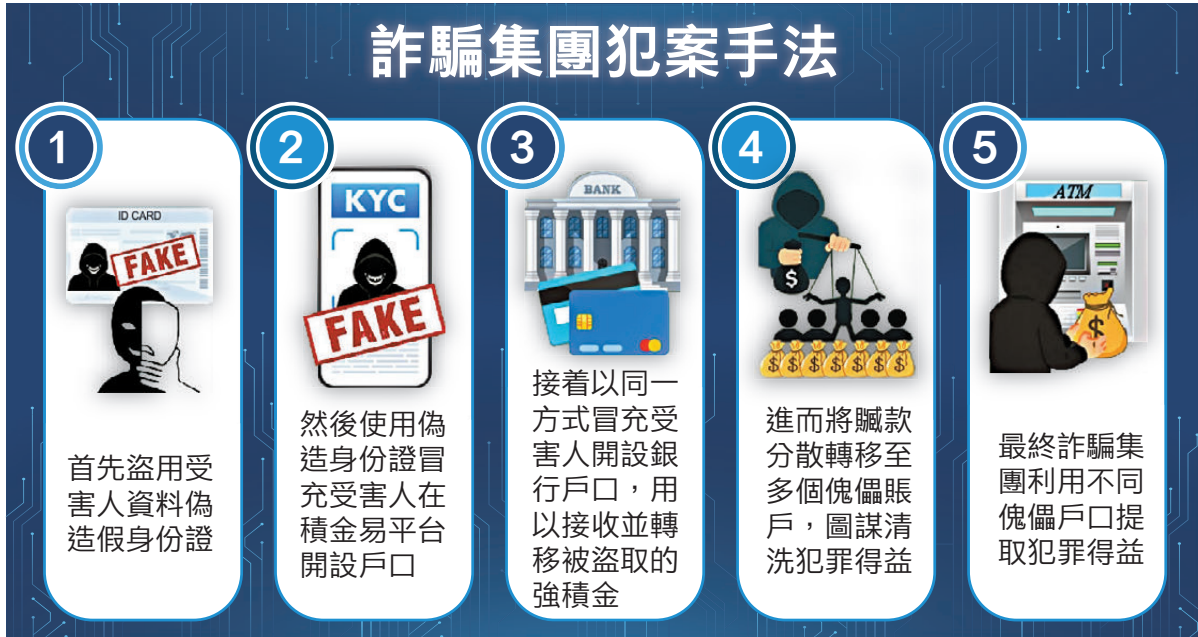 詐騙集團犯案手法
1
ID CARD
FAKE
首先盜用受
害人資料偽
造假身份證
2
KYC
FAKE
然後使用偽
造身份證冒
充受害人在
積金易平台
開設戶口
3
BANK
接着以同一
方式冒充受
害人開設銀
行戶口，用
以接收並轉
移被盜取的
強積金
4
$
$ $ $ $ $ $ $
進而將贓款
分散轉移至
多個傀儡賬
戶，圖謀清
洗犯罪得益
5
ATM
$
最終詐騙集
團利用不同
傀儡戶口提
取犯罪得益